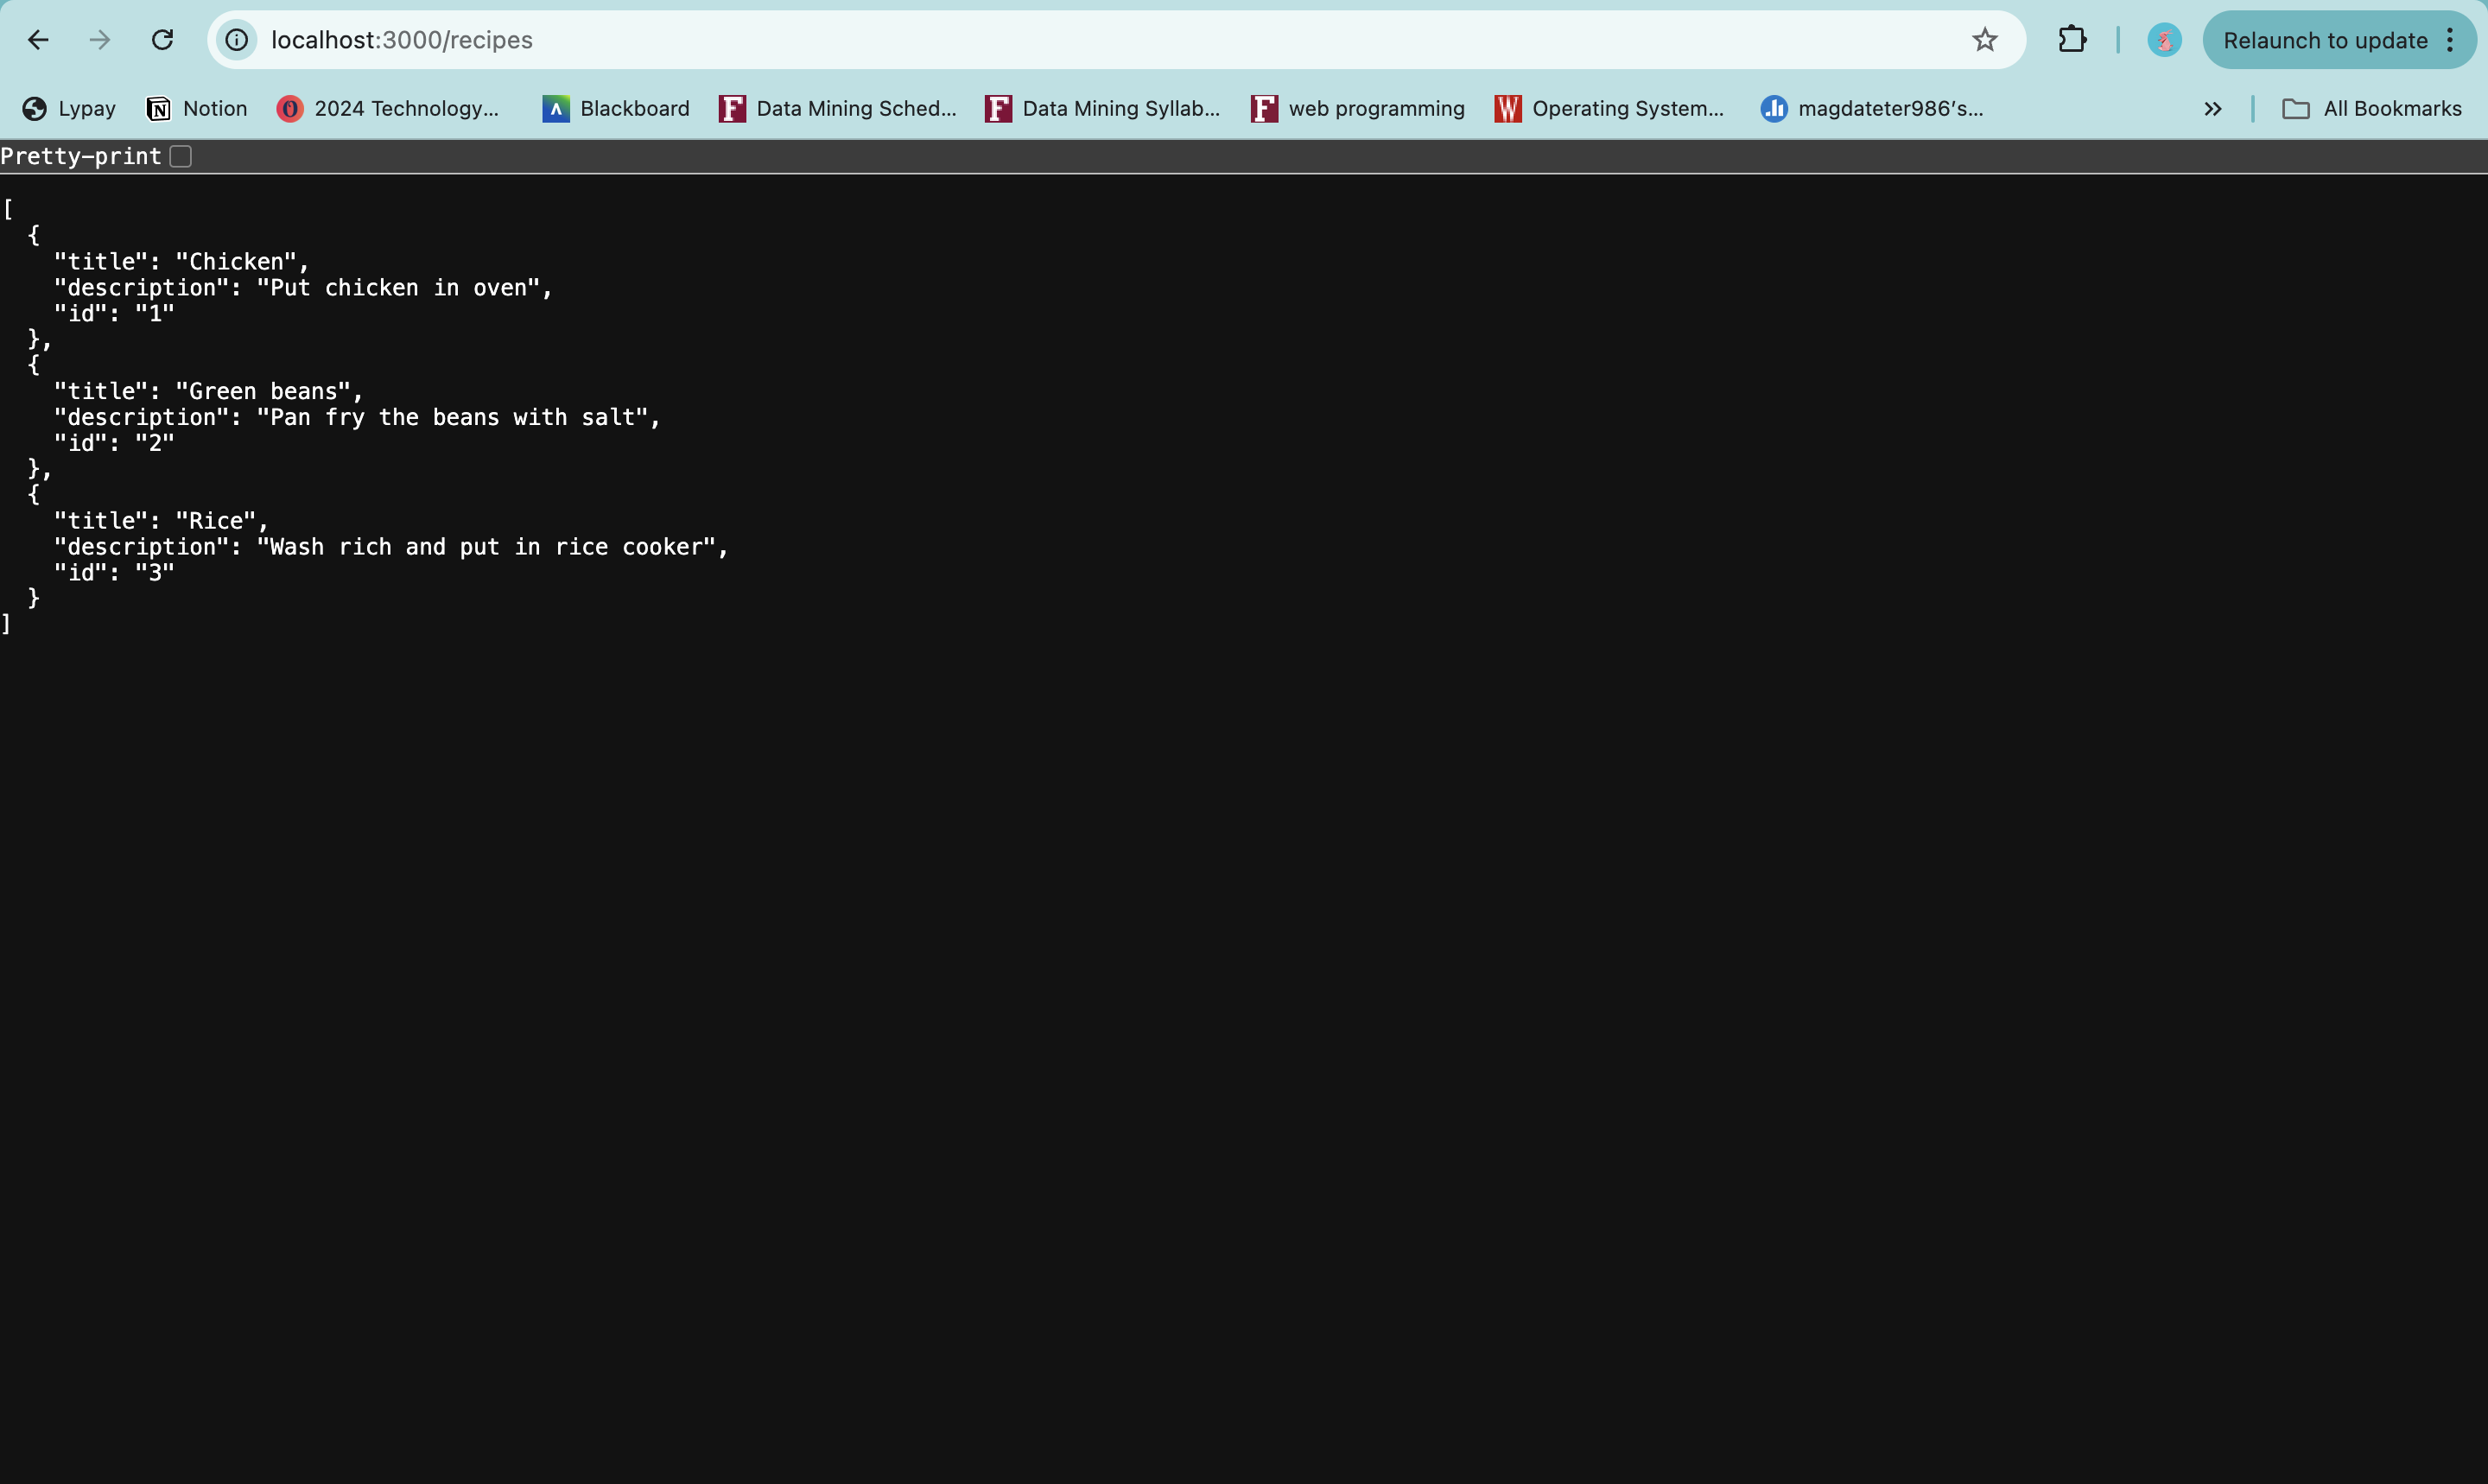 localhost:3000/recipes
Relaunch to update
Lypay
Notion
2024 Technology...
Blackboard
Data Mining Sched...
Data Mining Syllab...
web programming
Operating System...
magdateter986's...
All Bookmarks
Pretty-print
[
  {
    "title": "Chicken",
    "description": "Put chicken in oven",
    "id": "1"
  },
  {
    "title": "Green beans",
    "description": "Pan fry the beans with salt",
    "id": "2"
  },
  {
    "title": "Rice",
    "description": "Wash rich and put in rice cooker",
    "id": "3"
  }
]